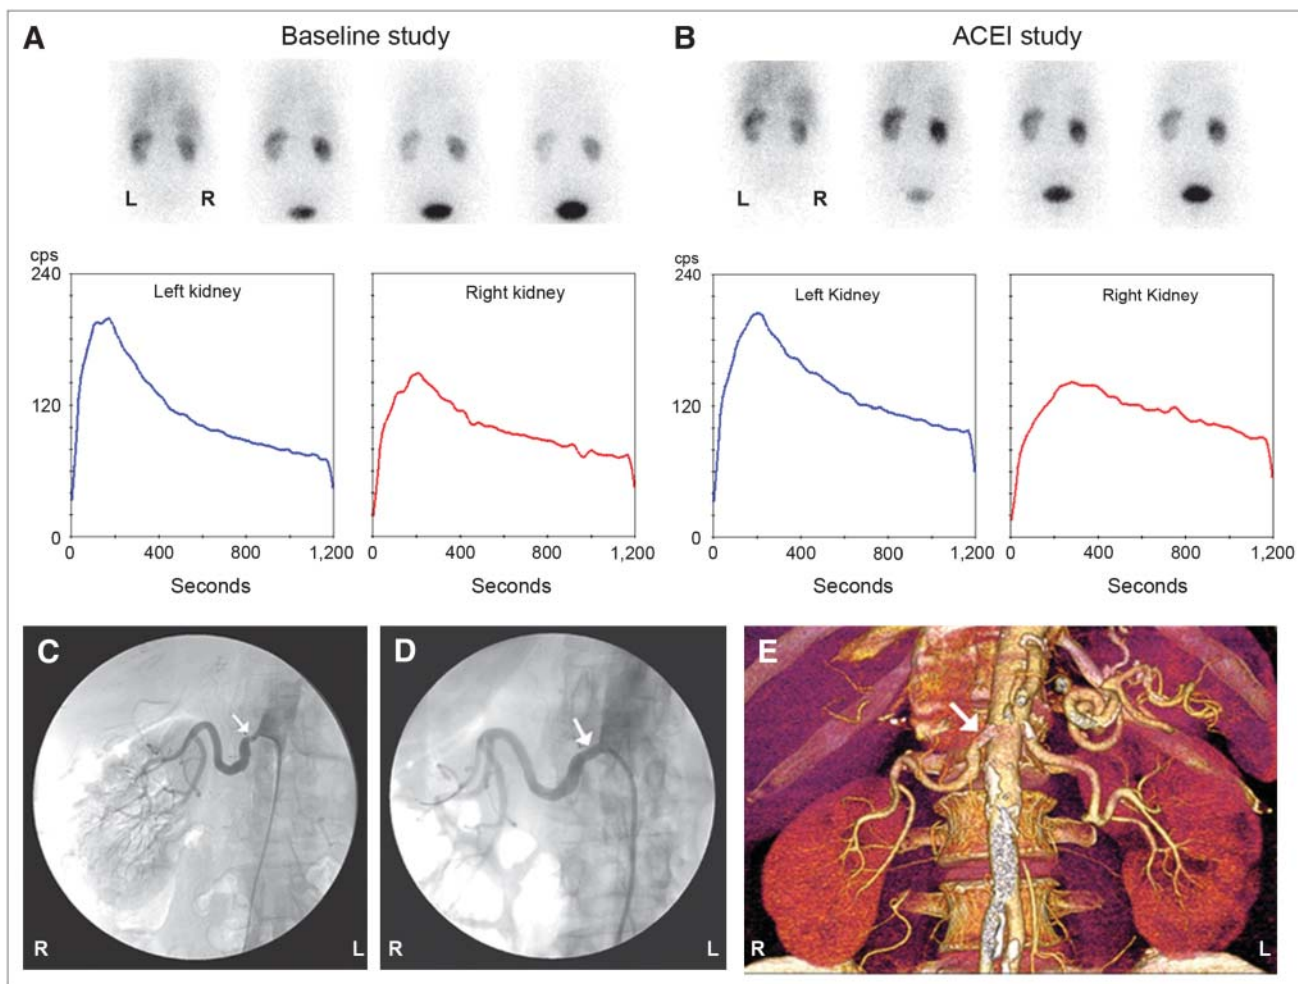 A
Baseline study
B
ACEI study
L
R
L
R
cps
240
120
0
Left kidney
0
400
800
1,200
Seconds
Right kidney
0
400
800
1,200
Seconds
cps
240
120
0
Left Kidney
0
400
800
1,200
Seconds
Right Kidney
0
400
800
1,200
Seconds
C
R
L
D
R
L
E
R
L